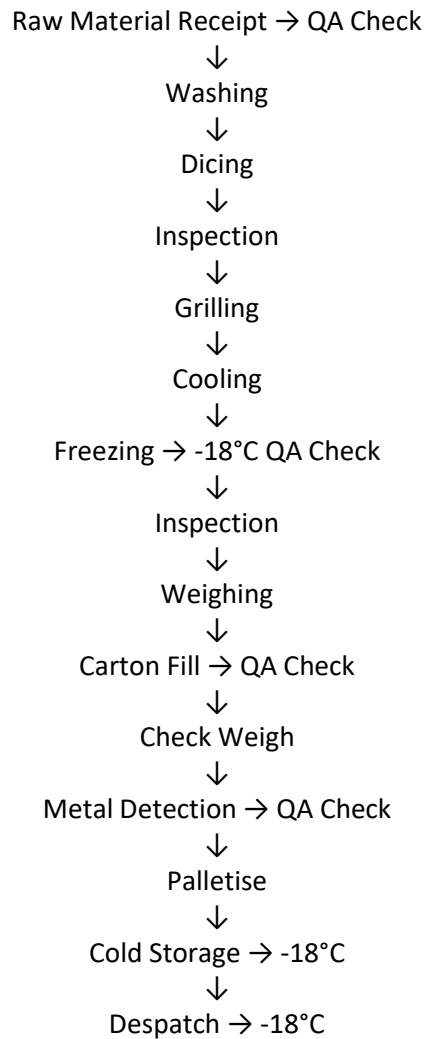 Raw Material Receipt → QA Check
↓
Washing
↓
Dicing
↓
Inspection
↓
Grilling
↓
Cooling
↓
Freezing → -18°C QA Check
↓
Inspection
↓
Weighing
↓
Carton Fill → QA Check
↓
Check Weigh
↓
Metal Detection → QA Check
↓
Palletise
↓
Cold Storage → -18°C
↓
Despatch → -18°C